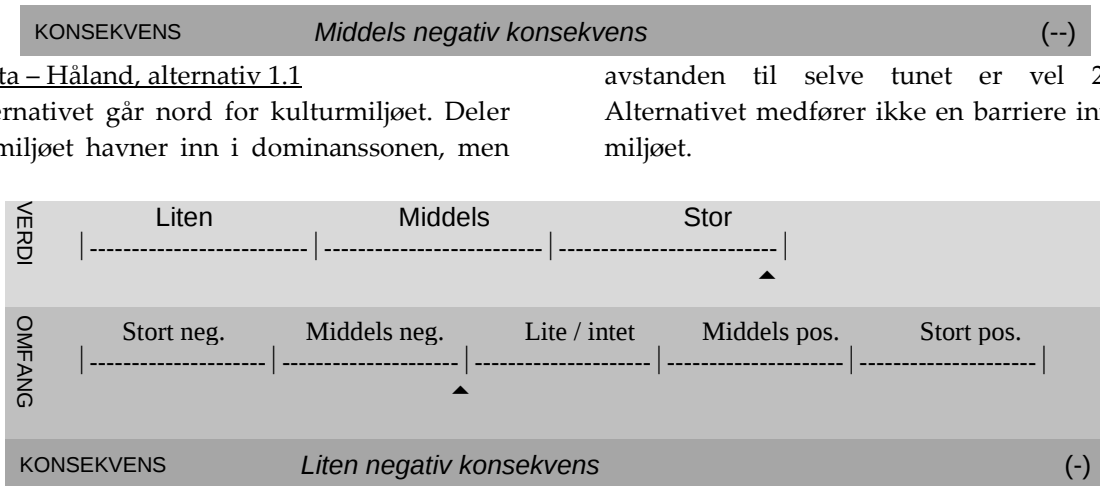 KONSEKVENS Middels negativ konsekvens (--)
ta – Håland, alternativ 1.1
ernativet går nord for kulturmiljøet. Deler
miljøet havner inn i dominanssonen, men
avstanden til selve tunet er vel 2
Alternativet medfører ikke en barriere in
miljøet.
VERDI
Liten Middels Stor
|--------------------------|--------------------------|--------------------------|
OMFANG
Stort neg. Middels neg. Lite / intet Middels pos. Stort pos.
|---------------------|---------------------|---------------------|---------------------|---------------------|
KONSEKVENS Liten negativ konsekvens (-)